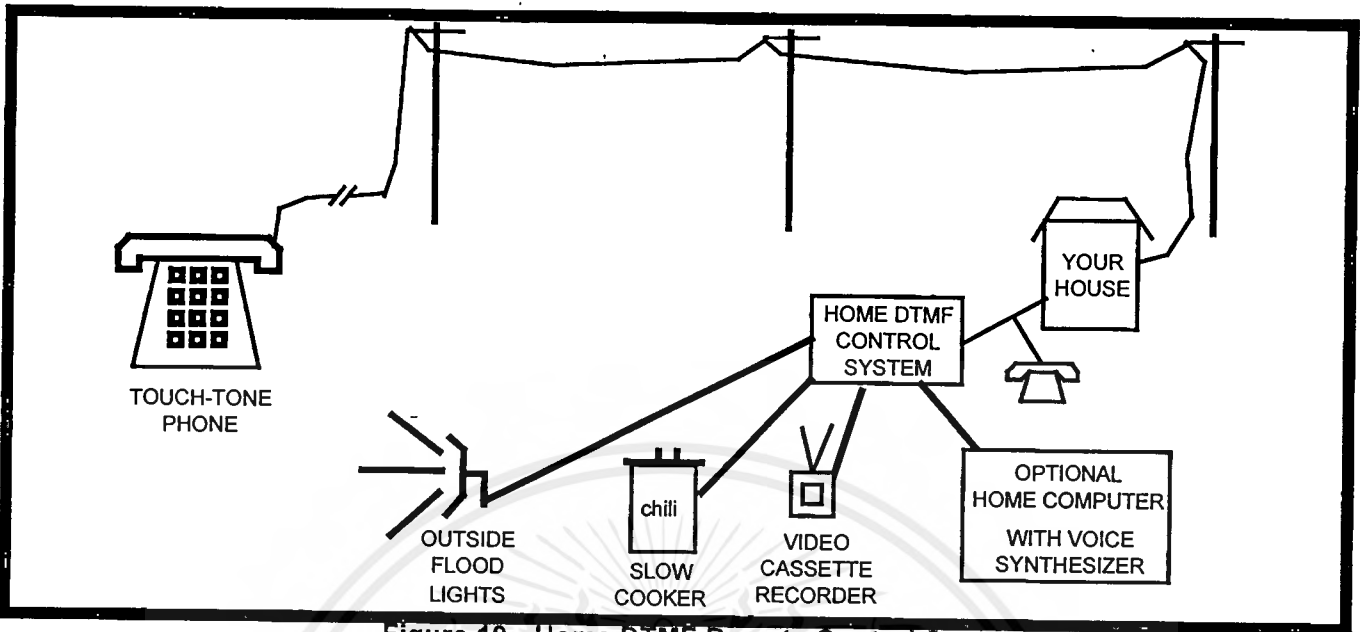 YOUR
HOUSE
HOME DTMF
CONTROL
SYSTEM
TOUCH-TONE
PHONE
chili
OUTSIDE
FLOOD
LIGHTS
SLOW
COOKER
VIDEO
CASSETTE
RECORDER
OPTIONAL
HOME COMPUTER
WITH VOICE
SYNTHESIZER